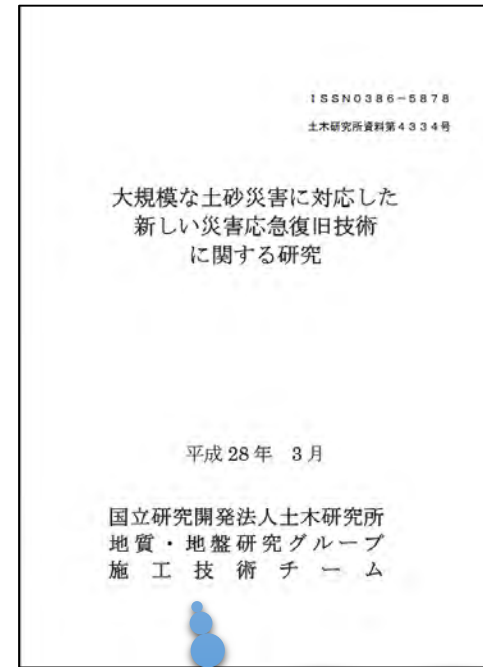 ISSN0386-5878
土木研究所資料第4334号
大規模な土砂災害に対応した
新しい災害応急復旧技術
に関する研究
平成28年 3月
国立研究開発法人土木研究所
地質・地盤研究グループ
施工技術チーム